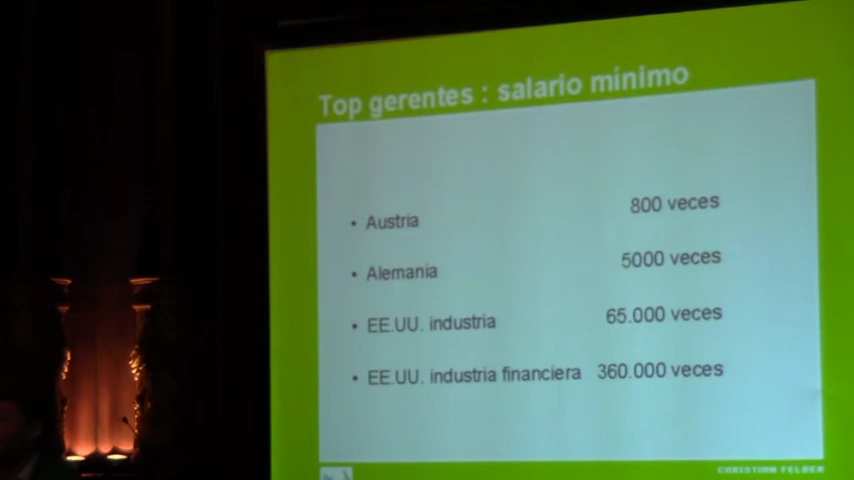 Top gerentes : salario mínimo
• Austria 800 veces
• Alemania 5000 veces
• EE.UU. industria 65.000 veces
• EE.UU. industria financiera 360.000 veces
CHRISTIAN FELBER